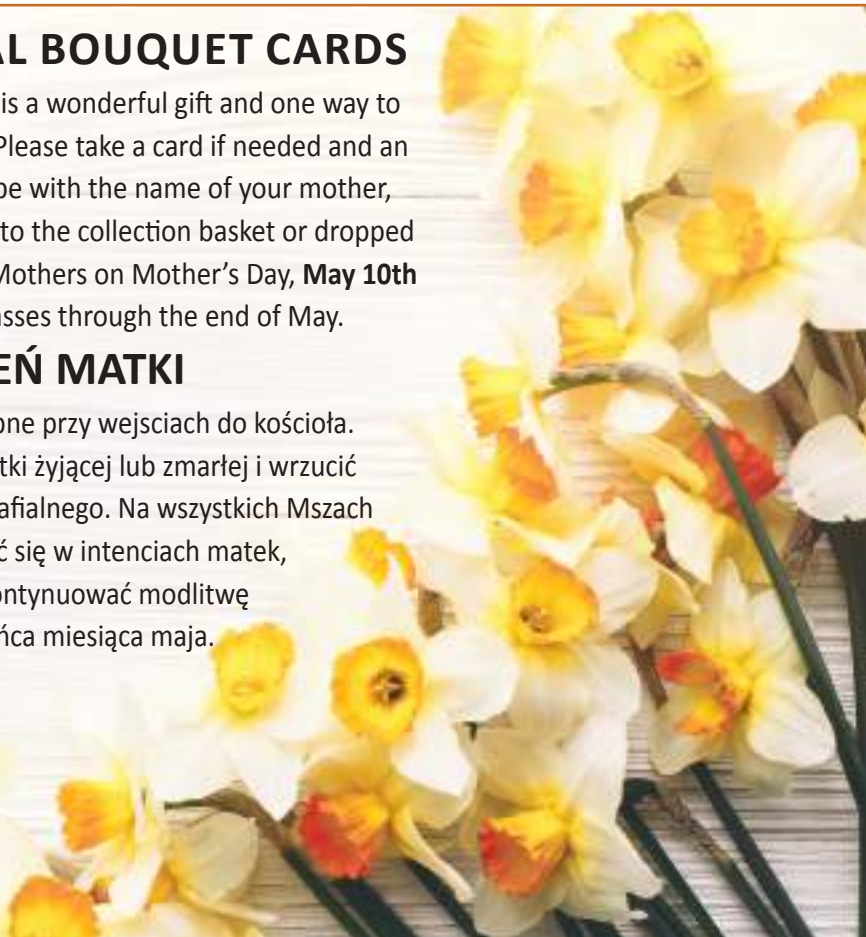 AL BOUQUET CARDS
is a wonderful gift and one way to
Please take a card if needed and an
pe with the name of your mother,
to the collection basket or dropped
Mothers on Mother’s Day, May 10th
asses through the end of May.
EŃ MATKI
pne przy wejsciach do kościoła.
tki żyjącej lub zmarłej i wrzucić
afialnego. Na wszystkich Mszach
ć się w intenciach matek,
ontynuować modlitwę
ńca miesiąca maja.